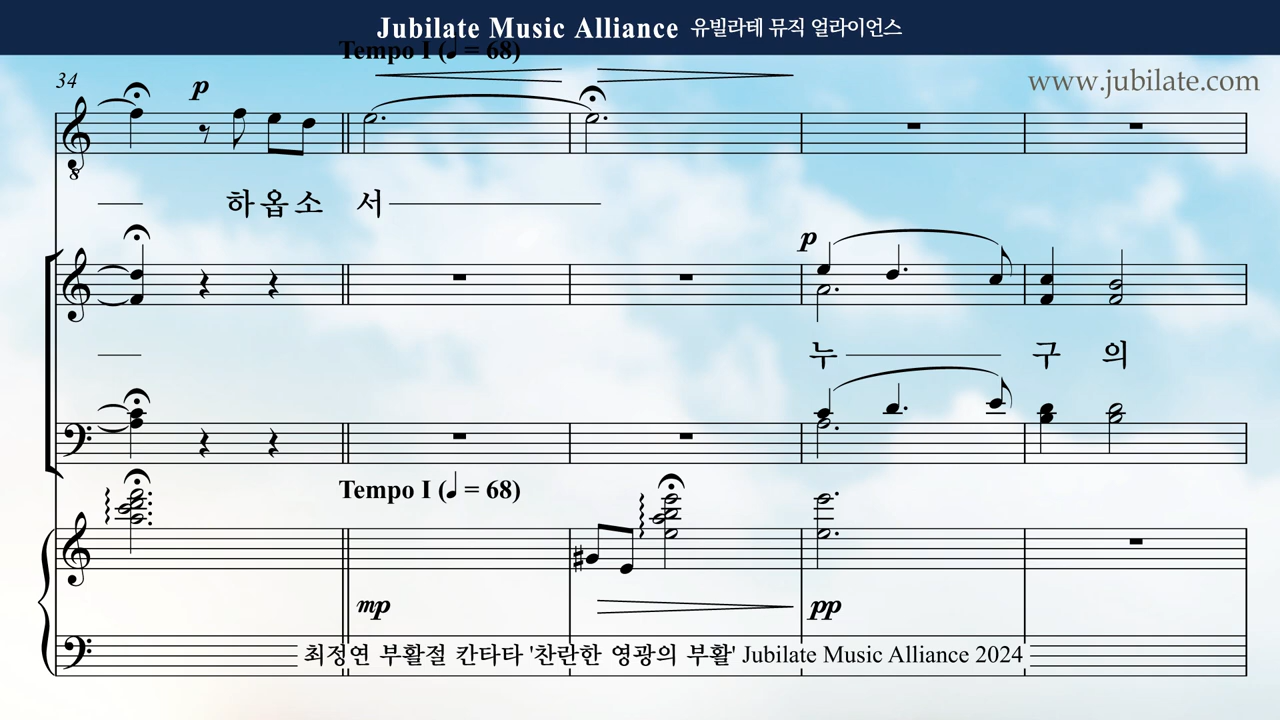 Jubilate Music Alliance 유빌라테 뮤직 얼라이언스
Tempo I (♩ = 68)
www.jubilate.com
34
p
8
하 옵 소 서
p
누 구 의
Tempo I (♩ = 68)
mp pp
최정연 부활절 칸타타 '찬란한 영광의 부활' Jubilate Music Alliance 2024